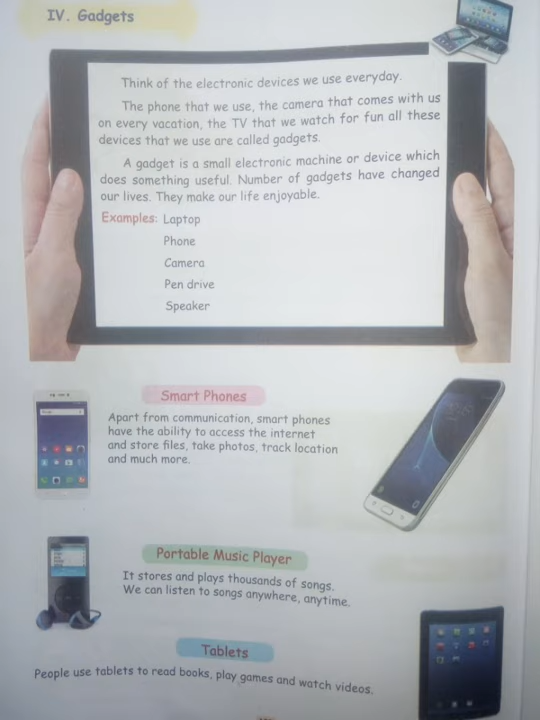 IV. Gadgets
Think of the electronic devices we use everyday.
The phone that we use, the camera that comes with us
on every vacation, the TV that we watch for fun all these
devices that we use are called gadgets.
A gadget is a small electronic machine or device which
does something useful. Number of gadgets have changed
our lives. They make our life enjoyable.
Examples: Laptop
Phone
Camera
Pen drive
Speaker
Smart Phones
Apart from communication, smart phones
have the ability to access the internet
and store files, take photos, track location
and much more.
Portable Music Player
It stores and plays thousands of songs.
We can listen to songs anywhere, anytime.
Tablets
People use tablets to read books, play games and watch videos.